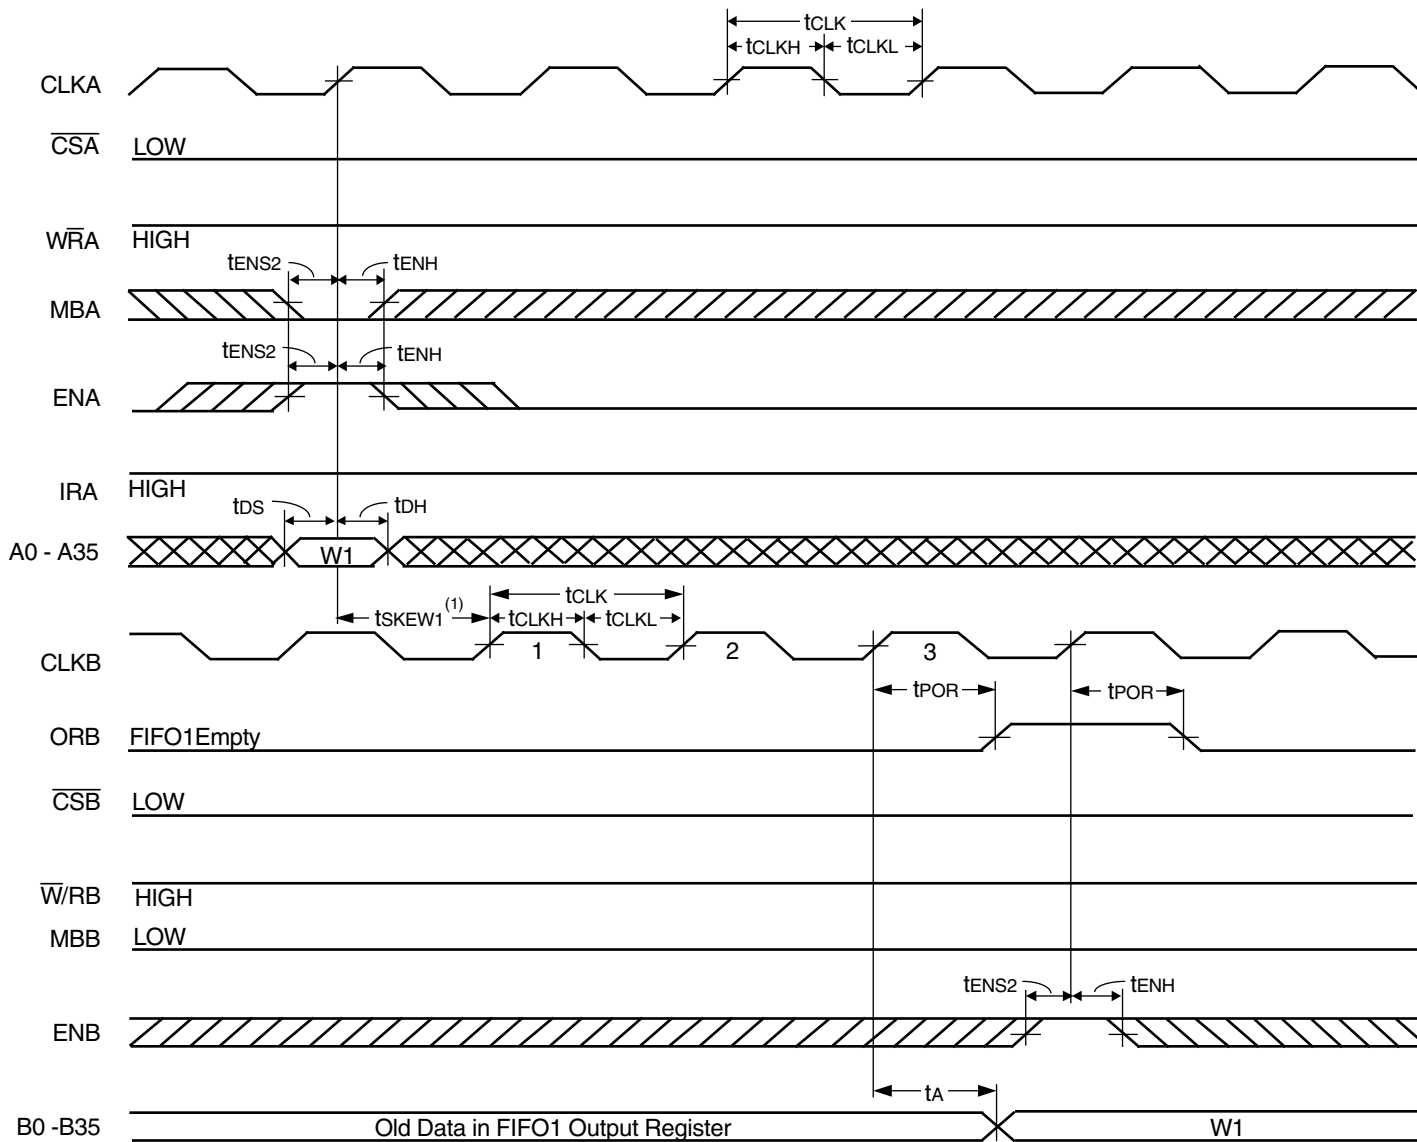 tCLK
tCLKH tCLKL
CLKA
CSA LOW
WRA HIGH
tENS2 tENH
MBA
tENS2 tENH
ENA
IRA HIGH
tDS tDH
A0 - A35 W1
tSKEW1(1) tCLK
tCLKH tCLKL
CLKB 1 2 3
tPOR tPOR
ORB FIFO1Empty
CSB LOW
W/RB HIGH
MBB LOW
tENS2 tENH
ENB
tA
B0 -B35 Old Data in FIFO1 Output Register W1